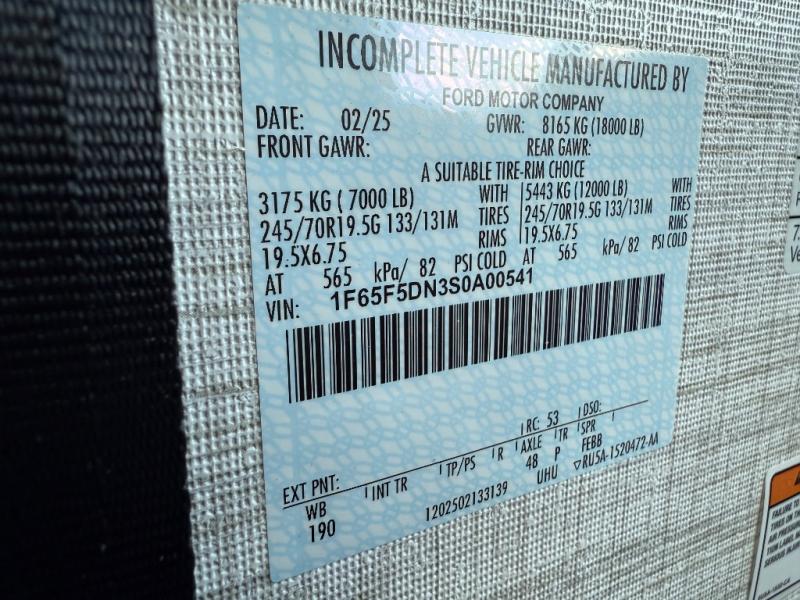 INCOMPLETE VEHICLE MANUFACTURED BY
FORD MOTOR COMPANY
DATE: 02/25 GVWR: 8165 KG (18000 LB)
FRONT GAWR: REAR GAWR:
A SUITABLE TIRE-RIM CHOICE
3175 KG ( 7000 LB) WITH 5443 KG (12000 LB) WITH
245/70R19.5G 133/131M TIRES 245/70R19.5G 133/131M TIRES
19.5X6.75 RIMS 19.5X6.75 RIMS
AT 565 kPa/ 82 PSI COLD AT 565 kPa/ 82 PSI COLD
VIN: 1F65F5DN3S0A00541
RC: 53 DSO:
EXT PNT: INT TR TP/PS R AXLE TR SPR
WB 48 P FEBB
190 1202502133139 UHU ▽RU5A-1520472-AA
FAILURE TO